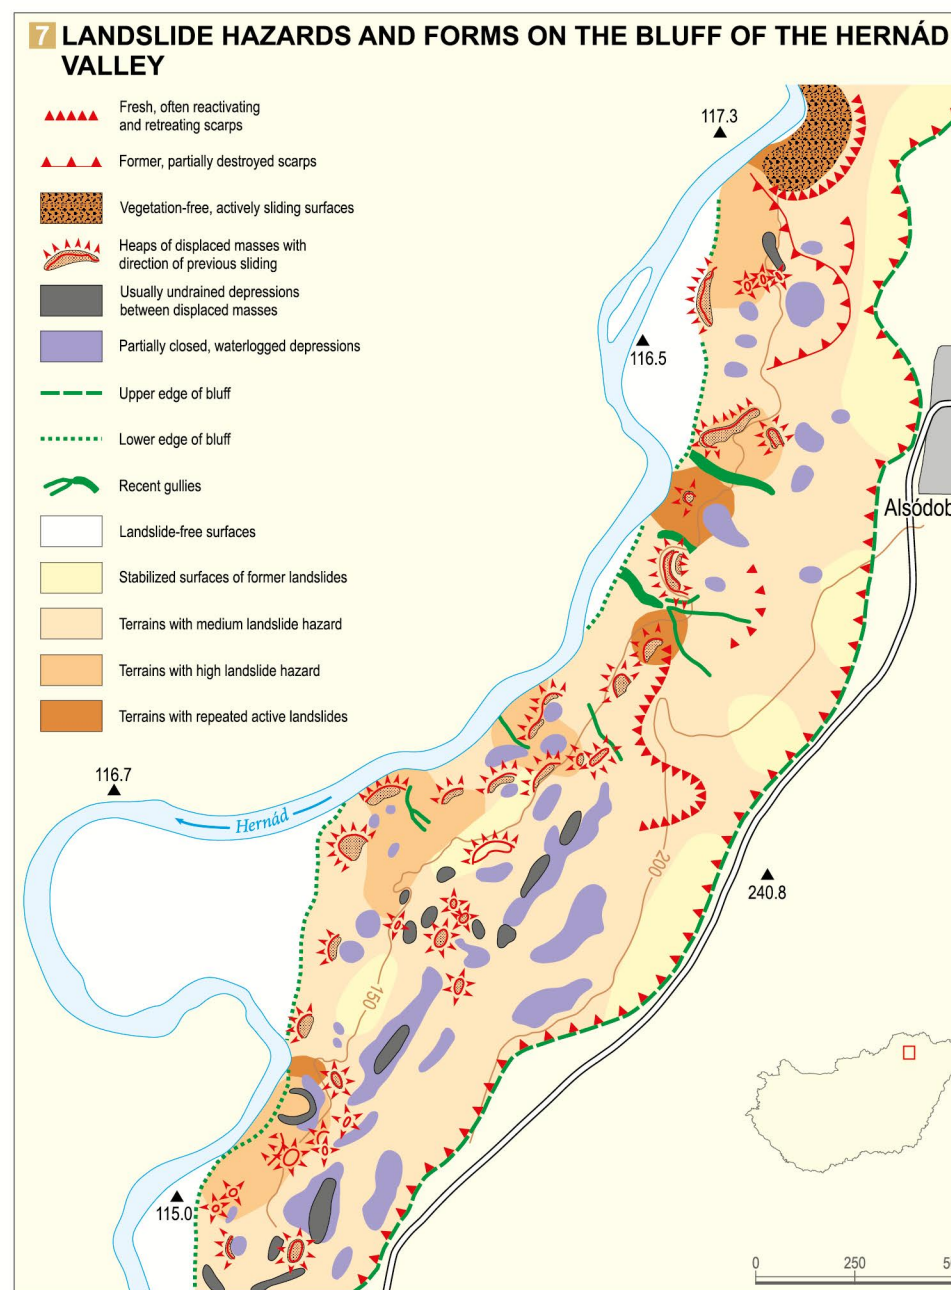 7 LANDSLIDE HAZARDS AND FORMS ON THE BLUFF OF THE HERNÁD
VALLEY
Fresh, often reactivating
and retreating scarps
Former, partially destroyed scarps
Vegetation-free, actively sliding surfaces
Heaps of displaced masses with
direction of previous sliding
Usually undrained depressions
between displaced masses
Partially closed, waterlogged depressions
Upper edge of bluff
Lower edge of bluff
Recent gullies
Landslide-free surfaces
Stabilized surfaces of former landslides
Terrains with medium landslide hazard
Terrains with high landslide hazard
Terrains with repeated active landslides
117.3
116.5
Alsódob
116.7
Hernád
200
240.8
150
115.0
0 250 5